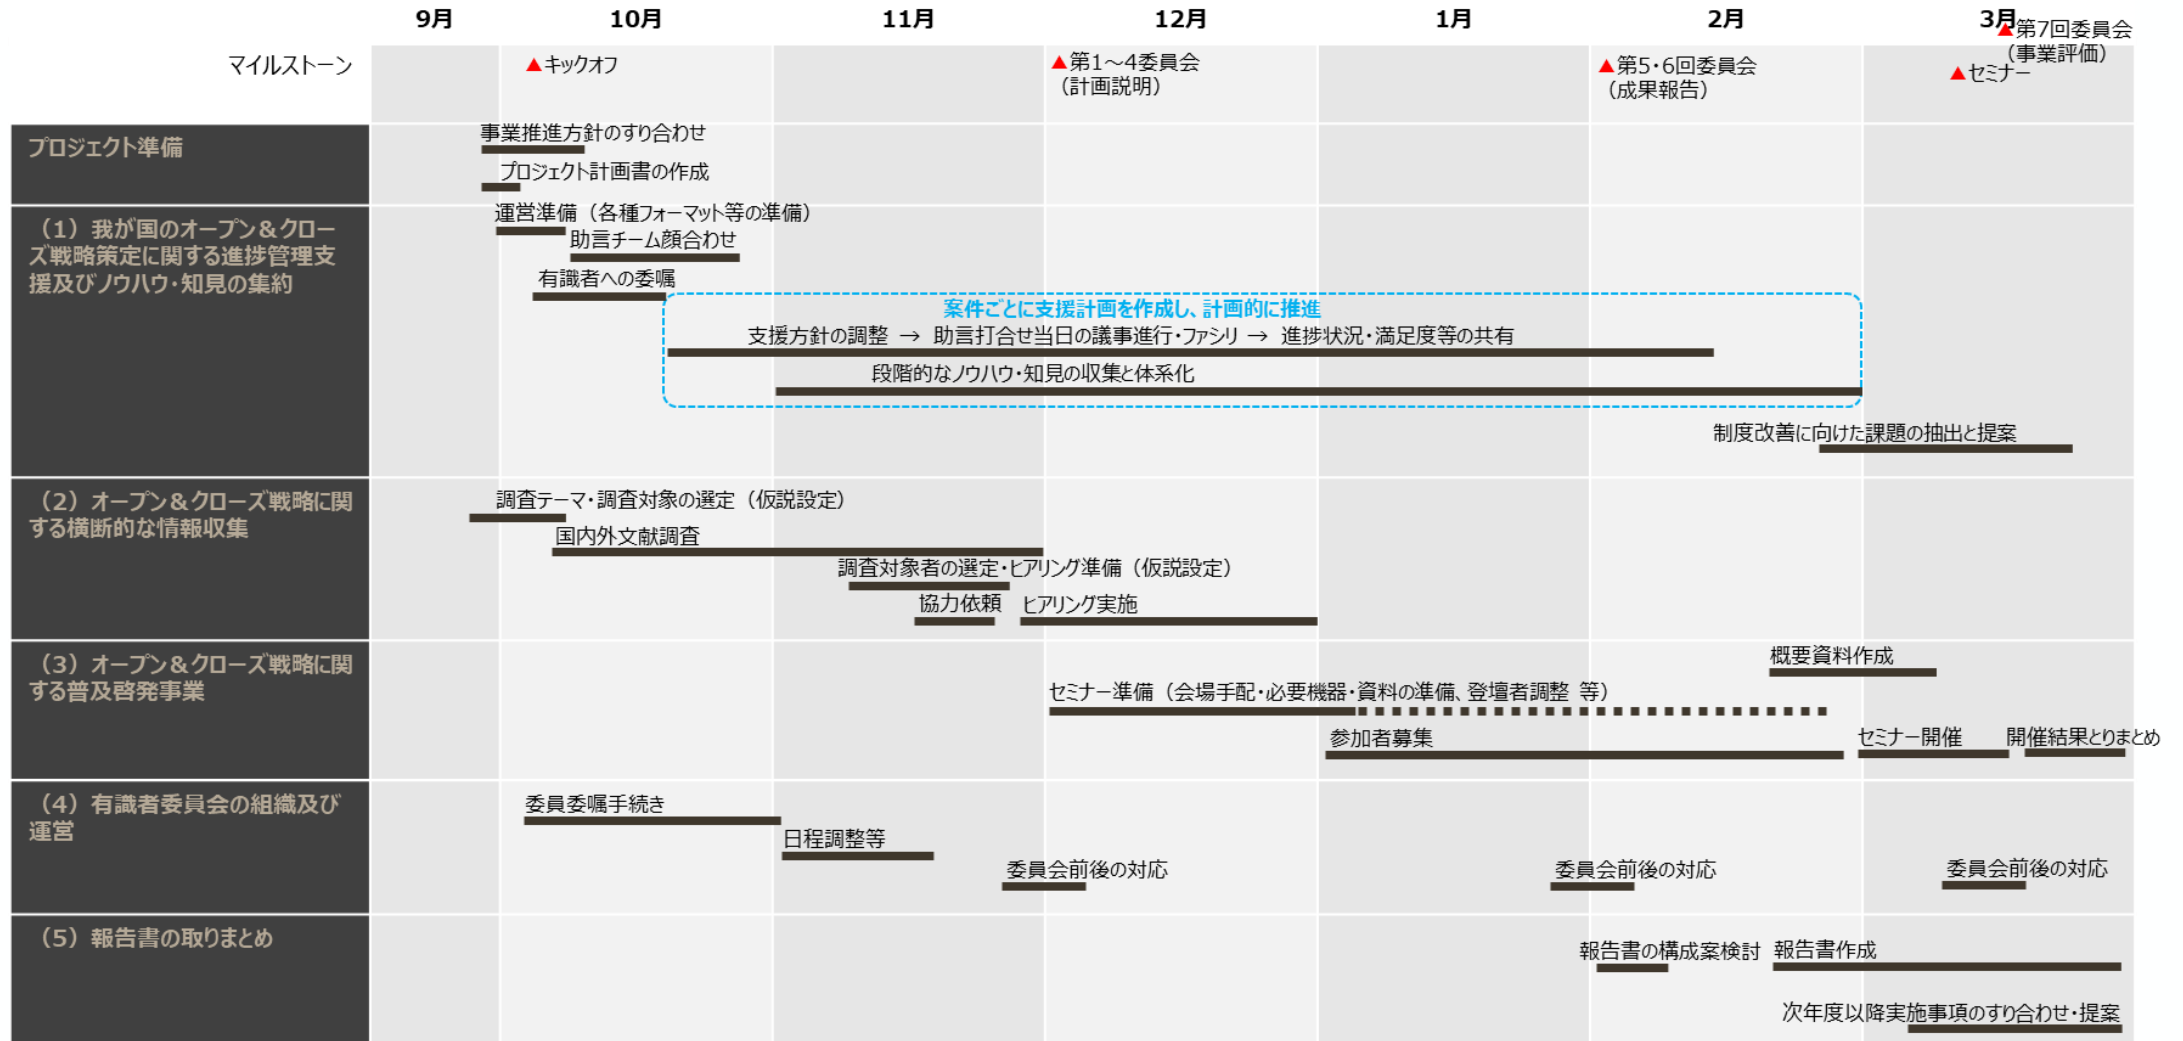 9月
10月
11月
12月
1月
2月
3月
マイルストーン
▲キックオフ
▲第1～4委員会
（計画説明）
▲第5・6回委員会
（成果報告）
▲第7回委員会
（事業評価）
▲セミナー
プロジェクト準備
事業推進方針のすり合わせ
プロジェクト計画書の作成
（1）我が国のオープン＆クロー
ズ戦略策定に関する進捗管理支
援及びノウハウ・知見の集約
運営準備（各種フォーマット等の準備）
助言チーム顔合わせ
有識者への委嘱
案件ごとに支援計画を作成し、計画的に推進
支援方針の調整 → 助言打合せ当日の議事進行・ファシリ → 進捗状況・満足度等の共有
段階的なノウハウ・知見の収集と体系化
制度改善に向けた課題の抽出と提案
（2）オープン＆クローズ戦略に関
する横断的な情報収集
調査テーマ・調査対象の選定（仮説設定）
国内外文献調査
調査対象者の選定・ヒアリング準備（仮説設定）
協力依頼
ヒアリング実施
（3）オープン＆クローズ戦略に関
する普及啓発事業
概要資料作成
セミナー準備（会場手配・必要機器・資料の準備、登壇者調整 等）
参加者募集
セミナー開催
開催結果とりまとめ
（4）有識者委員会の組織及び
運営
委員委嘱手続き
日程調整等
委員会前後の対応
委員会前後の対応
委員会前後の対応
（5）報告書の取りまとめ
報告書の構成案検討
報告書作成
次年度以降実施事項のすり合わせ・提案